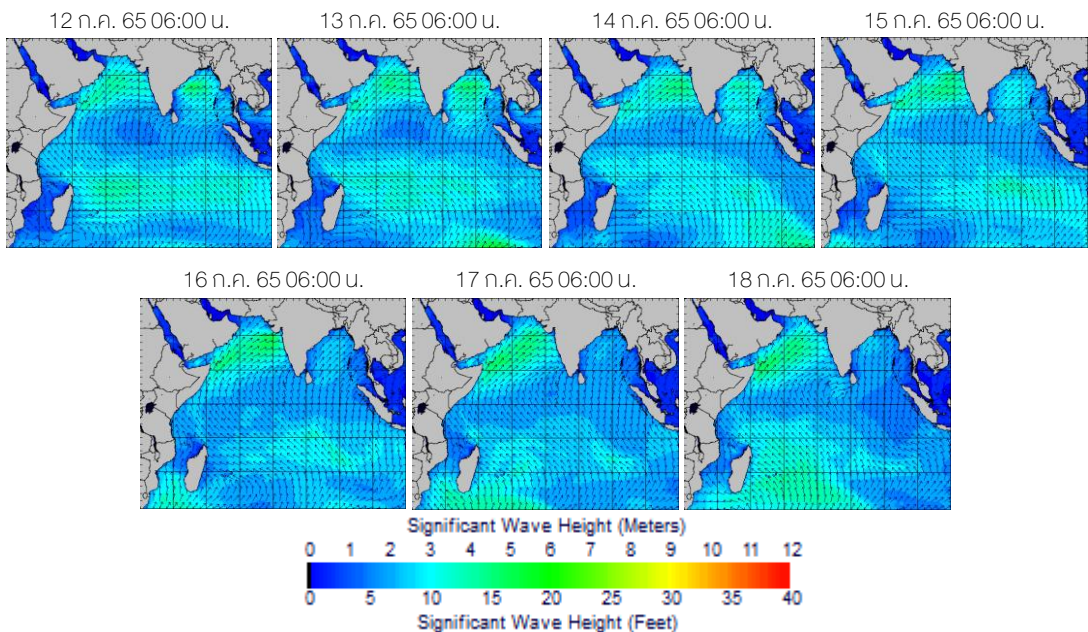 12 ก.ค. 65 06:00 น.
13 ก.ค. 65 06:00 น.
14 ก.ค. 65 06:00 น.
15 ก.ค. 65 06:00 น.
16 ก.ค. 65 06:00 น.
17 ก.ค. 65 06:00 น.
18 ก.ค. 65 06:00 น.
Significant Wave Height (Meters)
0 1 2 3 4 5 6 7 8 9 10 11 12
0 5 10 15 20 25 30 35 40
Significant Wave Height (Feet)